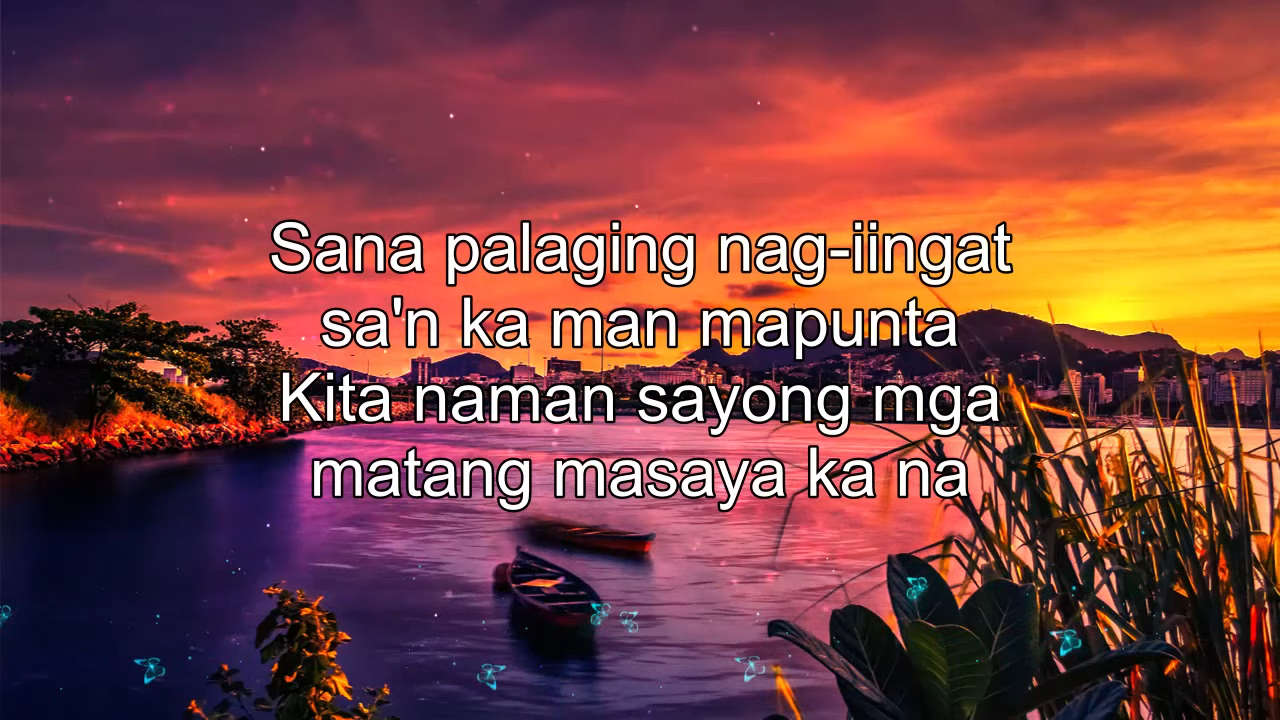 Sana palaging nag-iingat
sa'n ka man mapunta
Kita naman sayong mga
matang masaya ka na